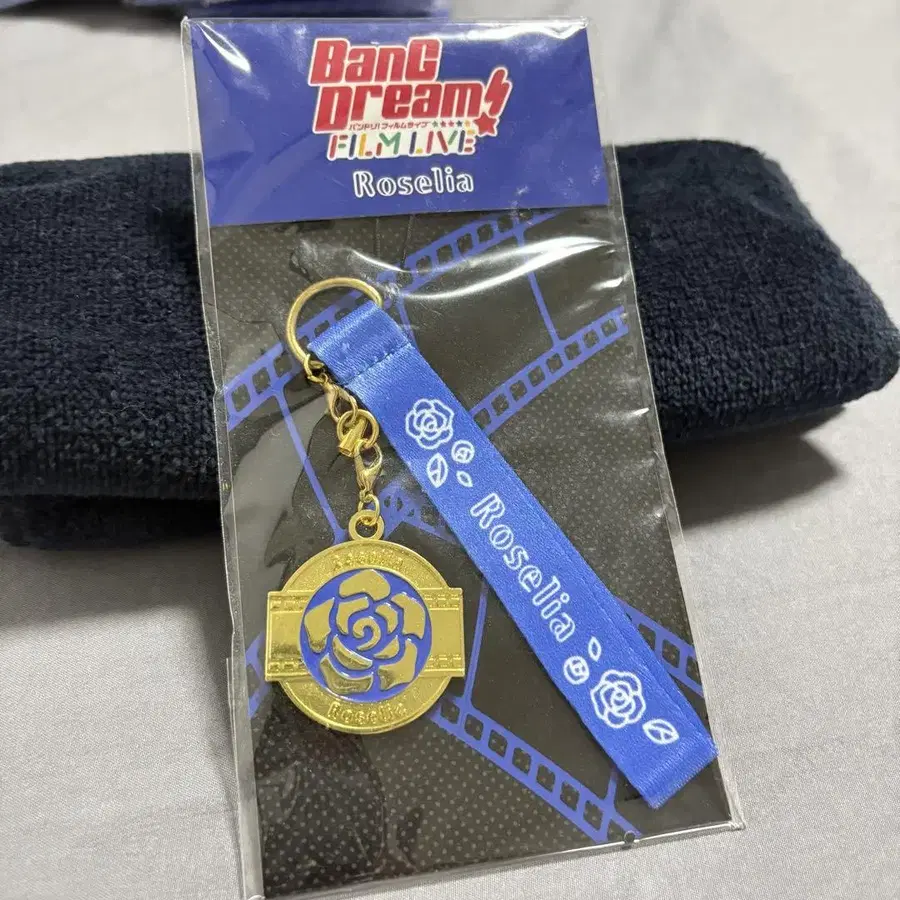 BanG
Dream!
バンドリ!フィルムライブ
FILM LIVE
Roselia
Roselia
Roselia
Roselia